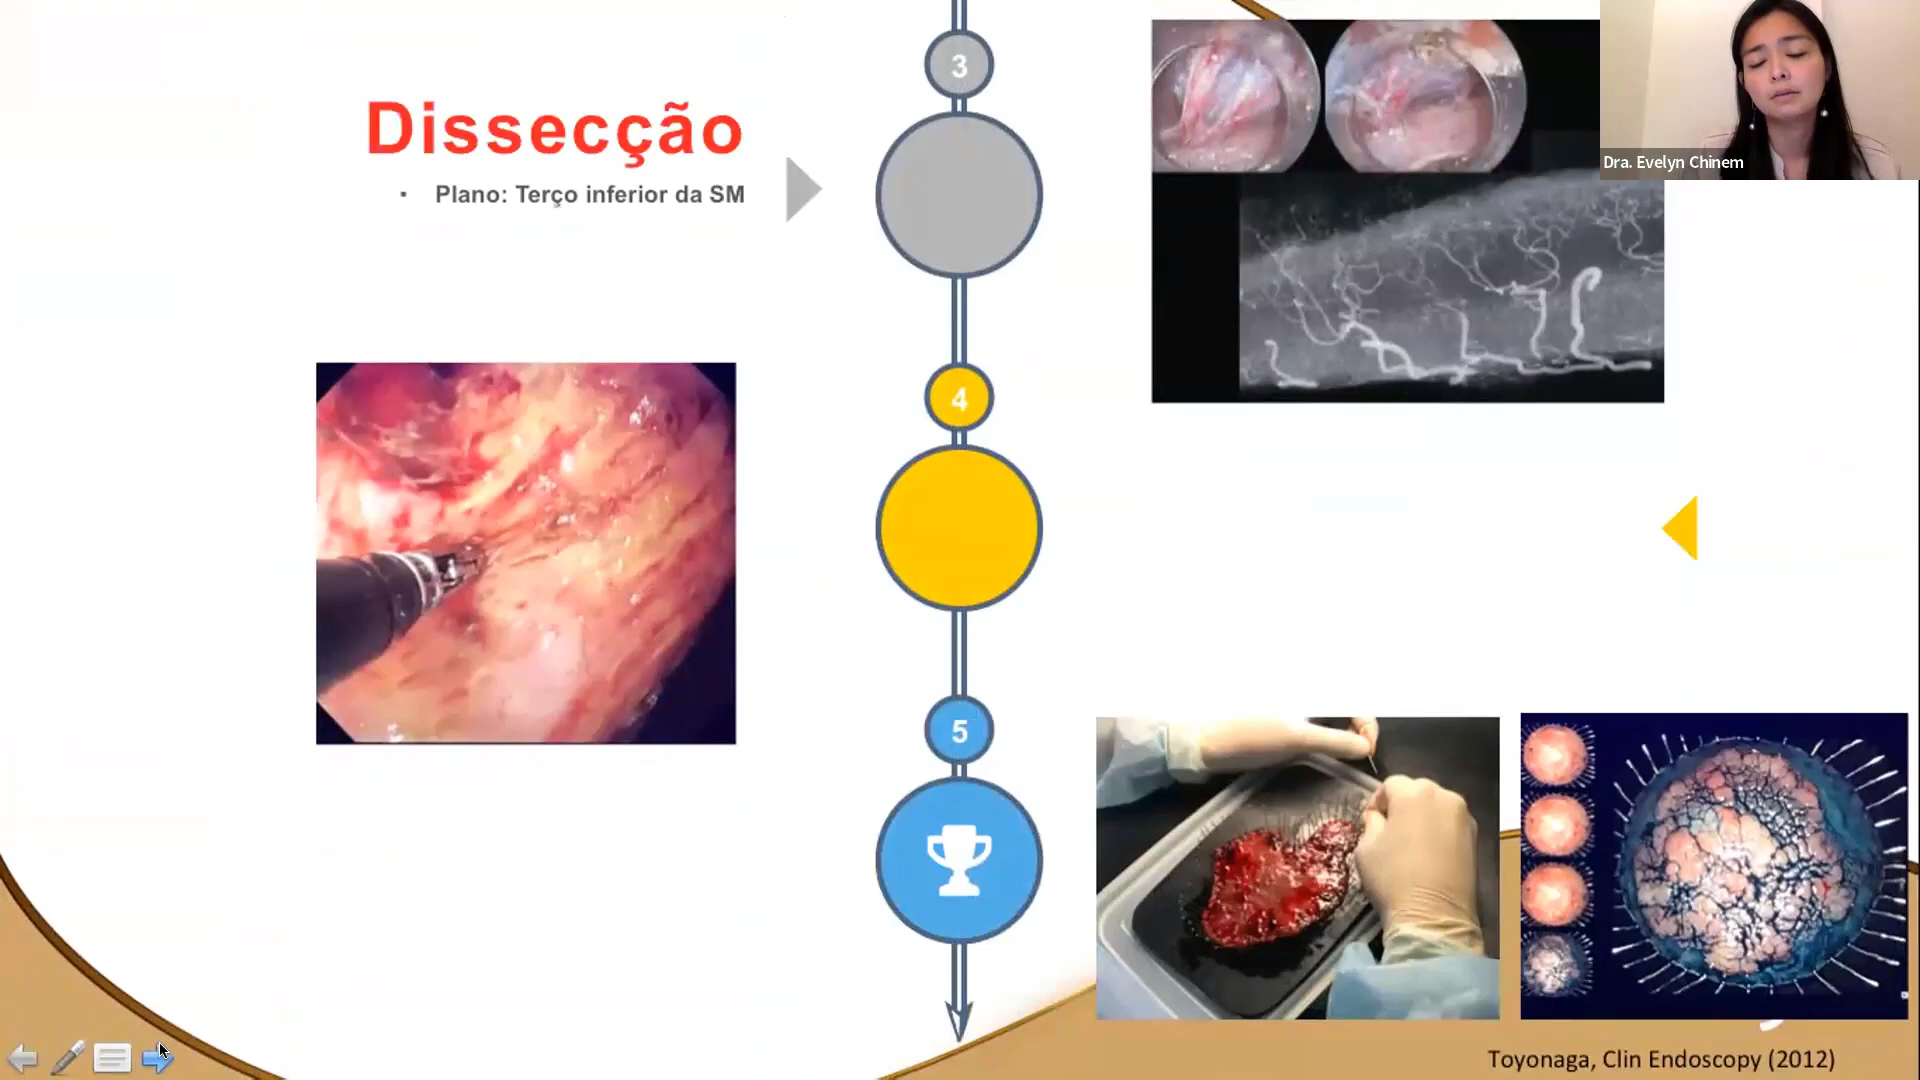 3
Dissecção
• Plano: Terço inferior da SM
Dra. Evelyn Chinem
4
5
Toyonaga, Clin Endoscopy (2012)